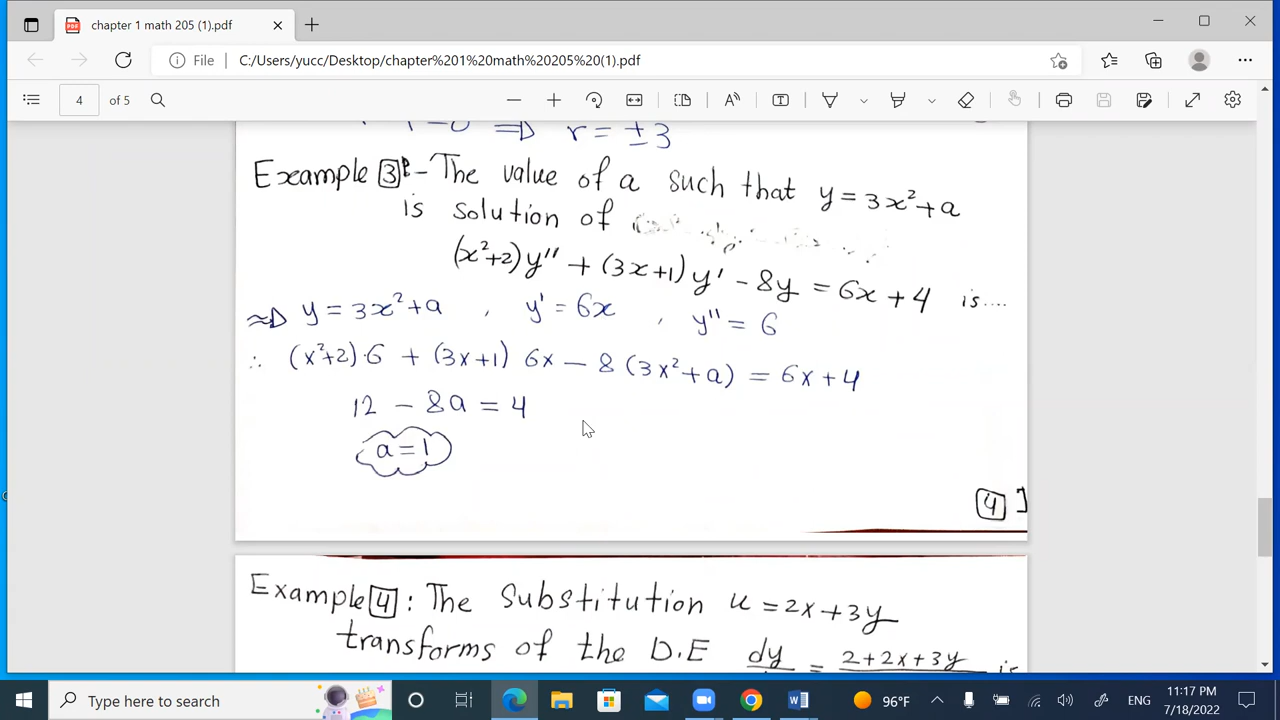 chapter 1 math 205 (1).pdf
File C:/Users/yucc/Desktop/chapter%201%20math%20205%20(1).pdf
4 of 5
r = ±3
Example 3:- The value of a such that y = 3x²+a
is solution of
(x²+2)y'' + (3x+1)y' - 8y = 6x+4 is....
y = 3x²+a , y' = 6x , y'' = 6
∴ (x²+2)·6 + (3x+1) 6x - 8(3x²+a) = 6x+4
12 - 8a = 4
a = 1
4
Example 4: The Substitution u = 2x+3y
transforms of the D.E dy = 2+2x+3y is
Type here to search
96°F
ENG
11:17 PM
7/18/2022